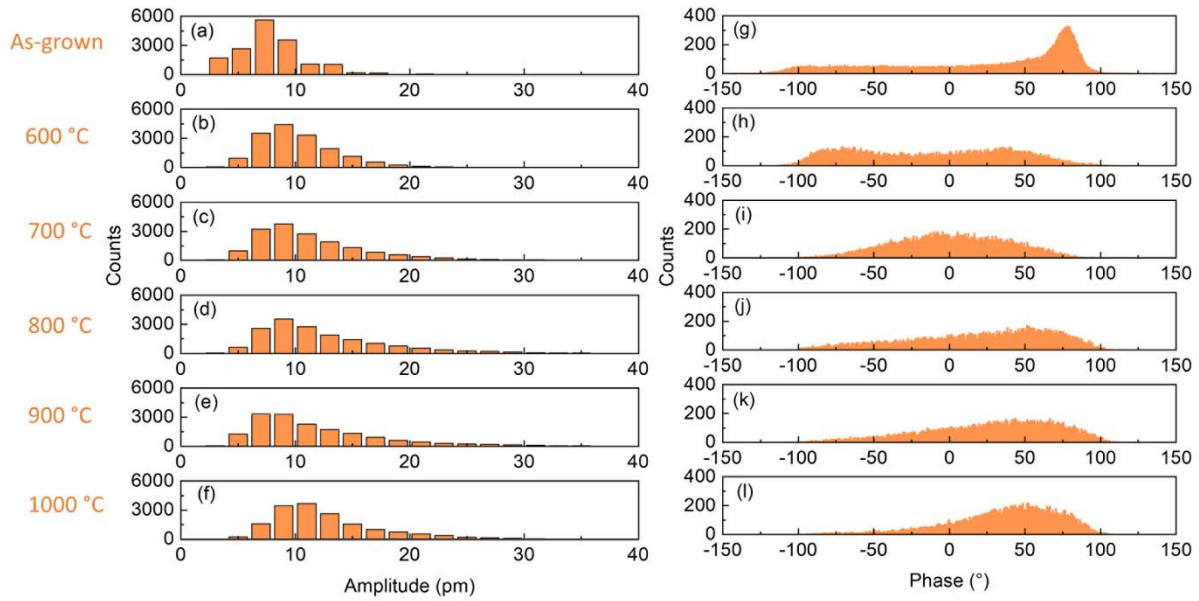 As-grown
600 °C
700 °C
800 °C
900 °C
1000 °C
6000
3000
0
(a)
0 10 20 30 40
6000
3000
0
(b)
0 10 20 30 40
6000
3000
0
(c)
0 10 20 30 40
6000
3000
0
(d)
0 10 20 30 40
6000
3000
0
(e)
0 10 20 30 40
6000
3000
0
(f)
0 10 20 30 40
Counts
Amplitude (pm)
400
200
0
(g)
-150 -100 -50 0 50 100 150
400
200
0
(h)
-150 -100 -50 0 50 100 150
400
200
0
(i)
-150 -100 -50 0 50 100 150
400
200
0
(j)
-150 -100 -50 0 50 100 150
400
200
0
(k)
-150 -100 -50 0 50 100 150
400
200
0
(l)
-150 -100 -50 0 50 100 150
Counts
Phase (°)